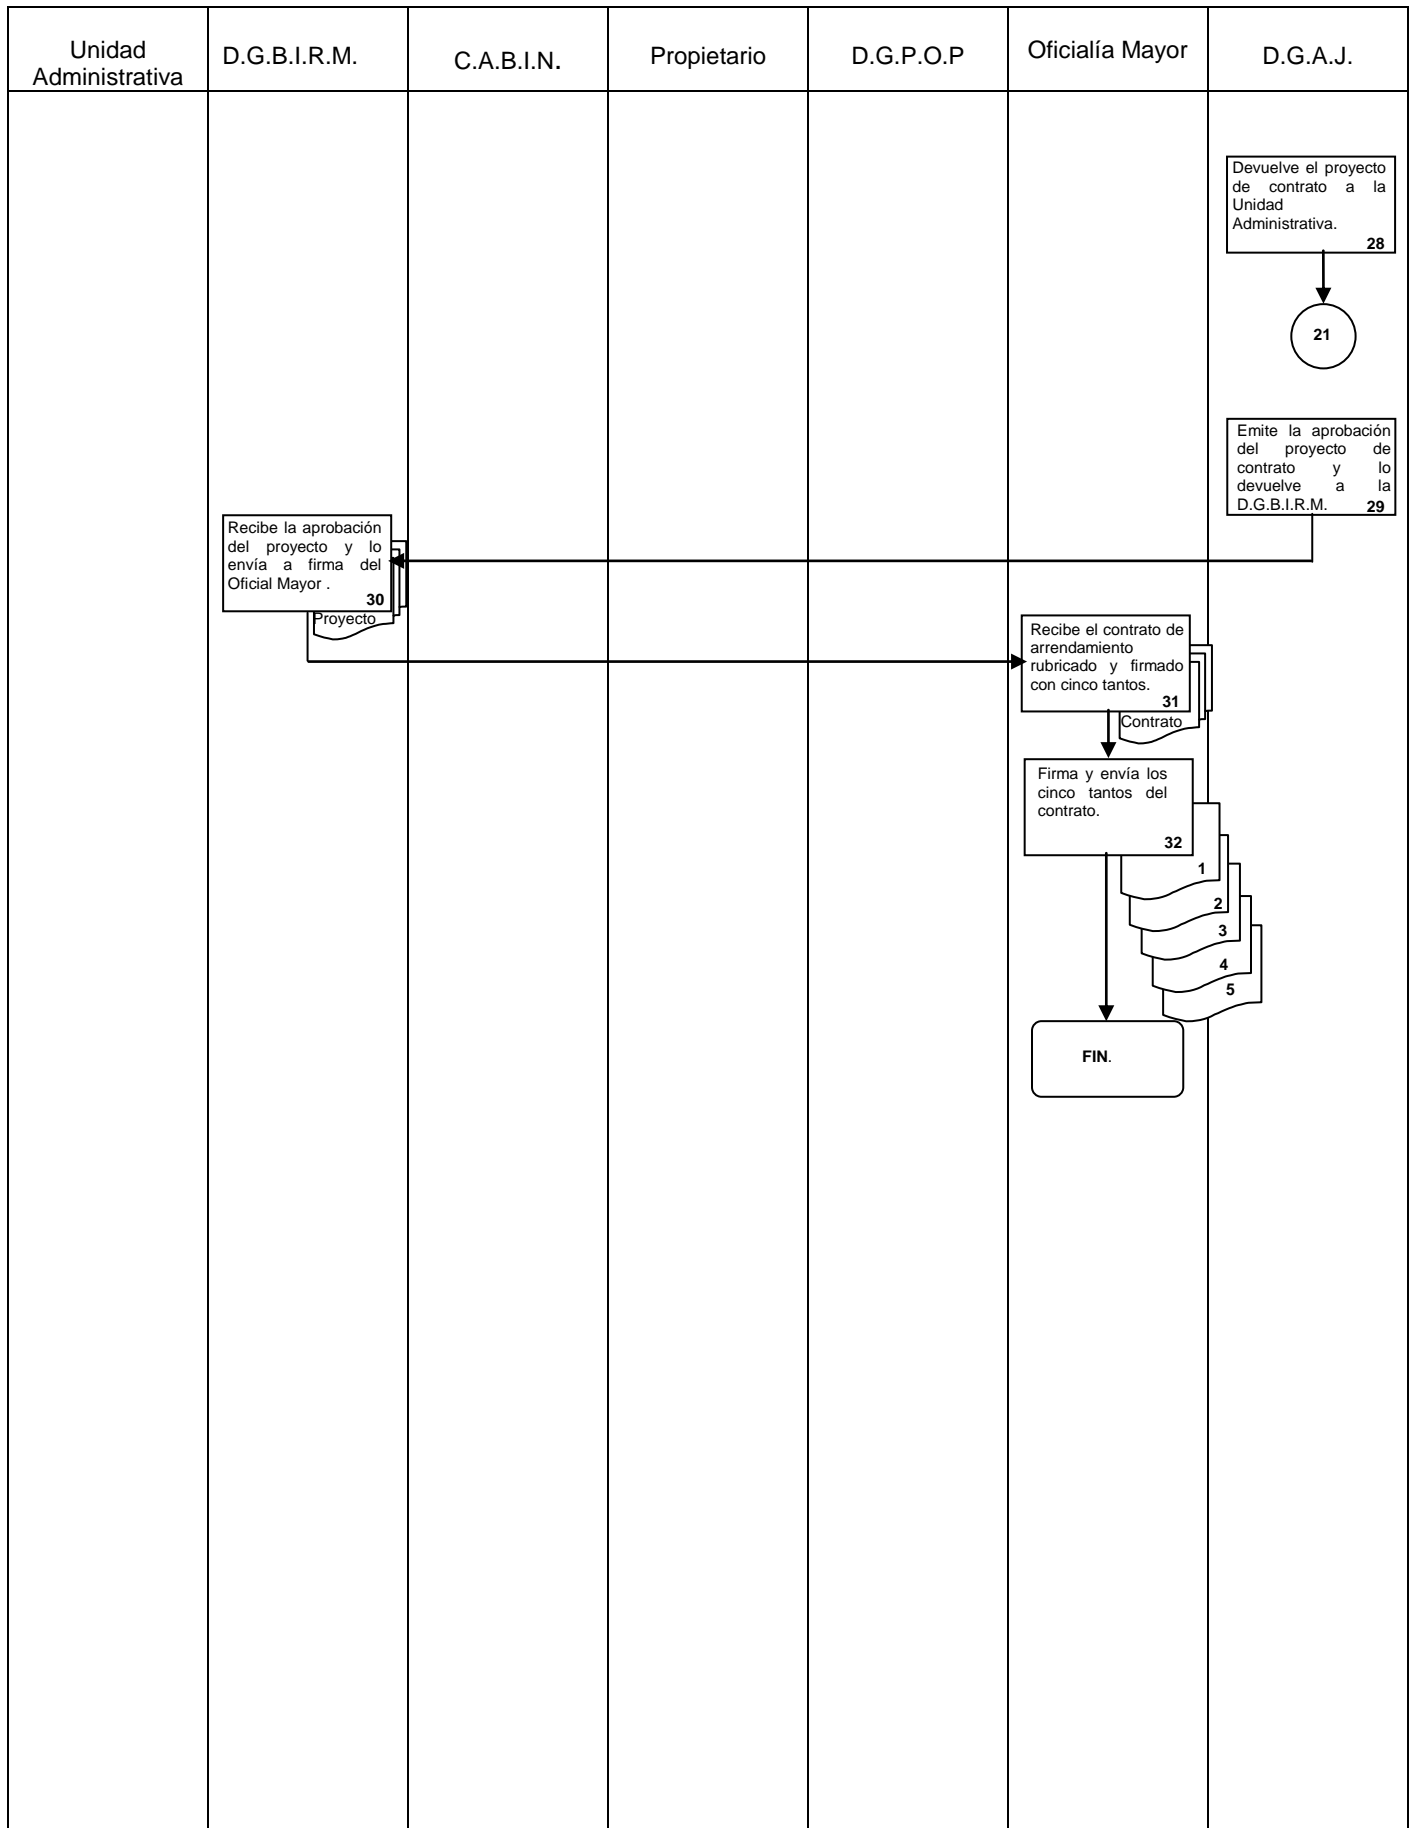 Unidad
Administrativa
D.G.B.I.R.M.
C.A.B.I.N.
Propietario
D.G.P.O.P
Oficialía Mayor
D.G.A.J.
Devuelve el proyecto
de contrato a la
Unidad
Administrativa.
28
21
Emite la aprobación
del proyecto de
contrato y lo
devuelve a la
D.G.B.I.R.M. 29
Recibe la aprobación
del proyecto y lo
envía a firma del
Oficial Mayor .
30
Proyecto
Recibe el contrato de
arrendamiento
rubricado y firmado
con cinco tantos.
31
Contrato
Firma y envía los
cinco tantos del
contrato.
32
1
2
3
4
5
FIN.